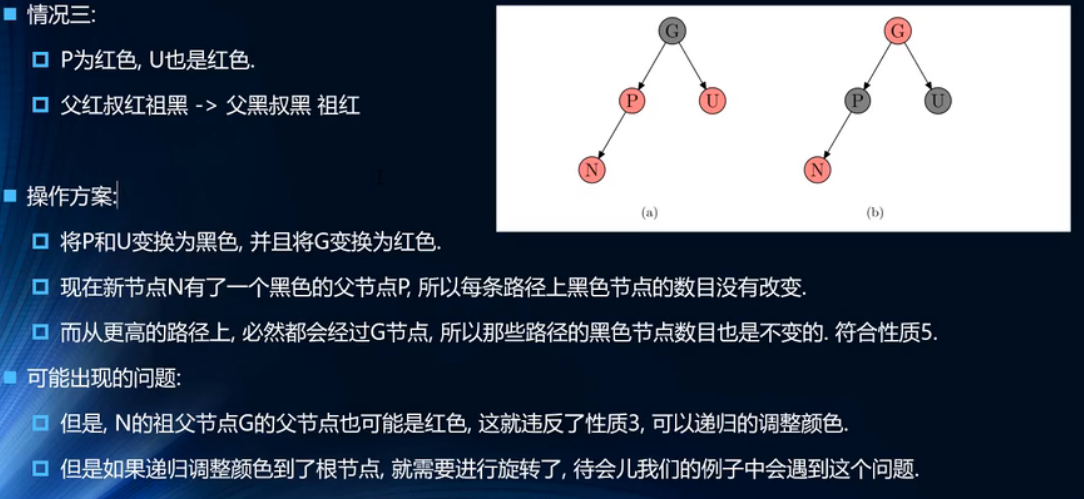 情况三:
P为红色, U也是红色.
父红叔红祖黑 -> 父黑叔黑 祖红
操作方案:
将P和U变换为黑色, 并且将G变换为红色.
现在新节点N有了一个黑色的父节点P, 所以每条路径上黑色节点的数目没有改变.
而从更高的路径上, 必然都会经过G节点, 所以那些路径的黑色节点数目也是不变的. 符合性质5.
可能出现的问题:
但是, N的祖父节点G的父节点也可能是红色, 这就违反了性质3, 可以递归的调整颜色.
但是如果递归调整颜色到了根节点, 就需要进行旋转了, 待会儿我们的例子中会遇到这个问题.
G
P U
N
(a)
G
P U
N
(b)